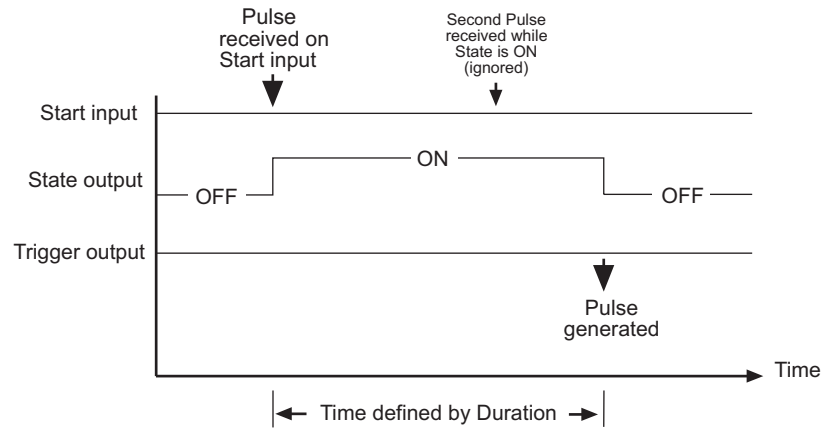 Pulse
received on
Start input
Second Pulse
received while
State is ON
(ignored)
Start input
State output
OFF
ON
OFF
Trigger output
Pulse
generated
Time
Time defined by Duration